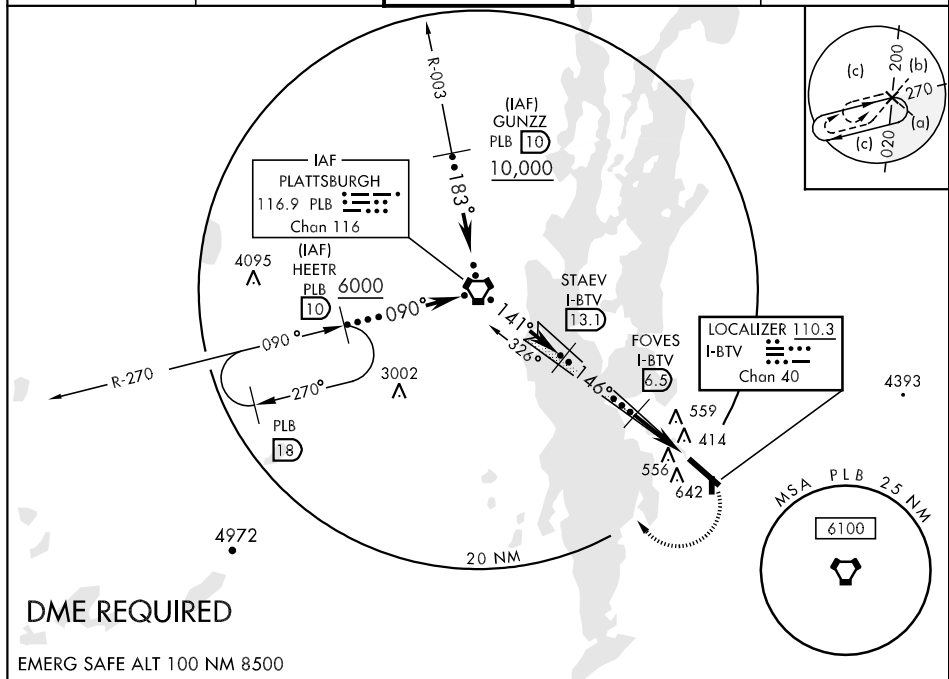 R-003
(IAF)
GUNZZ
PLB 10
10,000
183°
IAF
PLATTSBURGH
116.9 PLB
Chan 116
(c)
200
(b)
270
(a)
(c)
020
4095
(IAF)
HEETR
PLB
10
6000
090°
090°
R-270
270°
3002
PLB
18
141°
326°
STAEV
I-BTV
13.1
146°
FOVES
I-BTV
6.5
LOCALIZER 110.3
I-BTV
Chan 40
4393
559
414
556
642
4972
20 NM
MSA PLB 25 NM
6100
DME REQUIRED
EMERG SAFE ALT 100 NM 8500